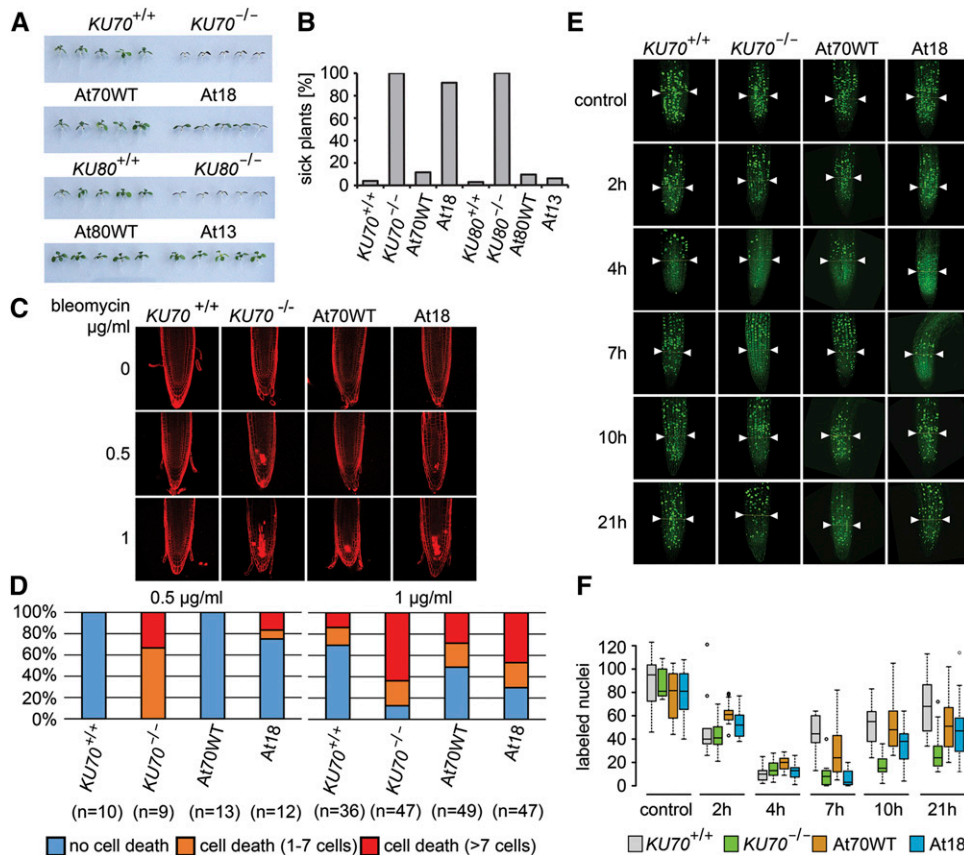 A
KU70+/+ KU70−/−
At70WT At18
KU80+/+ KU80−/−
At80WT At13
B
sick plants [%]
100
80
60
40
20
0
KU70+/+ KU70−/− At70WT At18 KU80+/+ KU80−/− At80WT At13
C
bleomycin
µg/ml
KU70 +/+ KU70 -/- At70WT At18
0
0.5
1
D
0.5 µg/ml 1 µg/ml
100%
80%
60%
40%
20%
0%
KU70+/+ KU70−/− At70WT At18 KU70+/+ KU70−/− At70WT At18
(n=10) (n=9) (n=13) (n=12) (n=36) (n=47) (n=49) (n=47)
no cell death cell death (1-7 cells) cell death (>7 cells)
E
KU70+/+ KU70−/− At70WT At18
control
2h
4h
7h
10h
21h
F
labeled nuclei
120
100
80
60
40
20
0
control 2h 4h 7h 10h 21h
KU70+/+ KU70−/− At70WT At18